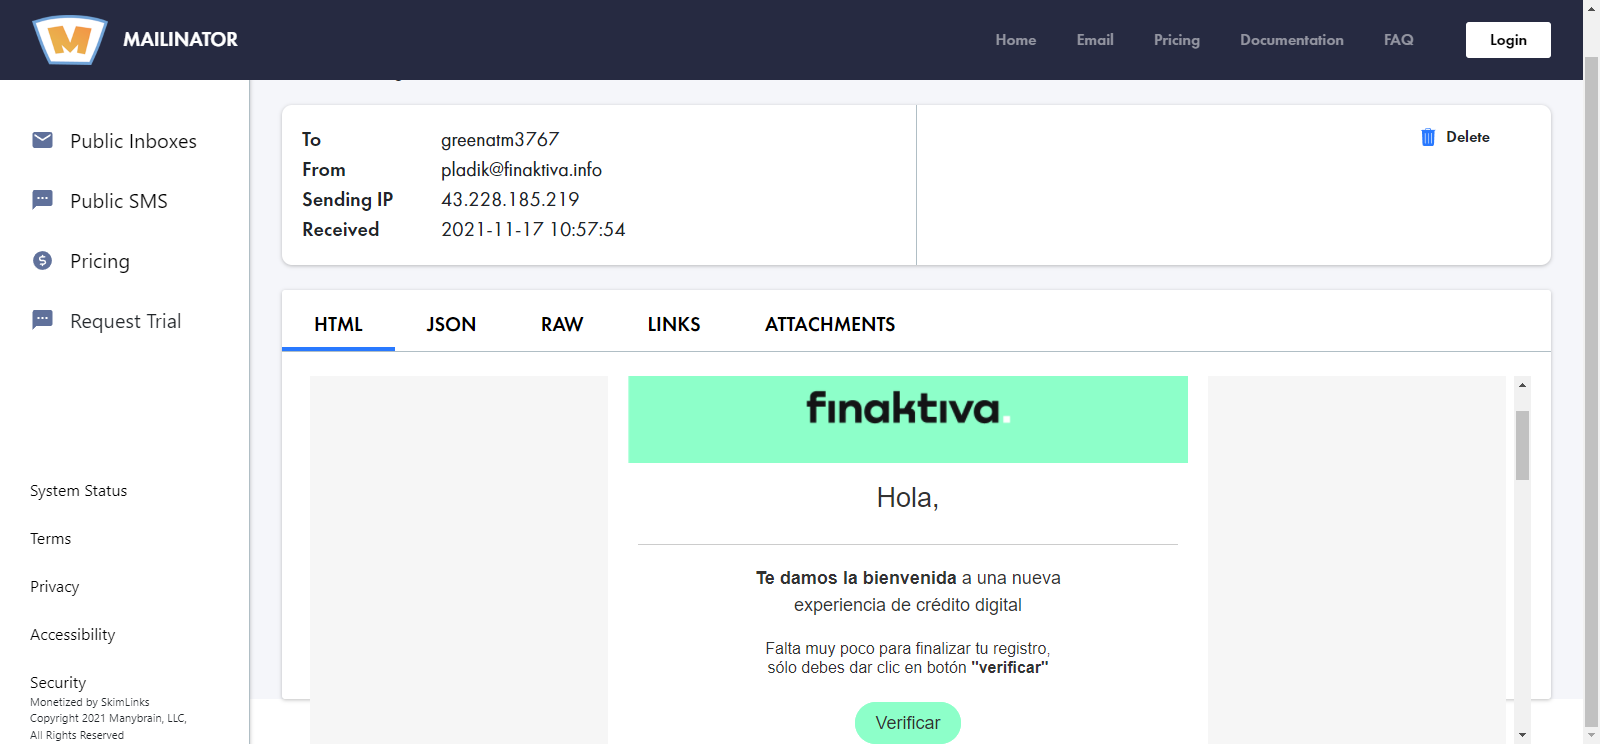 MAILINATOR
Home Email Pricing Documentation FAQ Login
Public Inboxes
Public SMS
Pricing
Request Trial
System Status
Terms
Privacy
Accessibility
Security
Monetized by SkimLinks
Copyright 2021 Manybrain, LLC,
All Rights Reserved
To greenatm3767
From pladik@finaktiva.info
Sending IP 43.228.185.219
Received 2021-11-17 10:57:54
Delete
HTML JSON RAW LINKS ATTACHMENTS
finaktiva.
Hola,
Te damos la bienvenida a una nueva
experiencia de crédito digital
Falta muy poco para finalizar tu registro,
sólo debes dar clic en botón "verificar"
Verificar